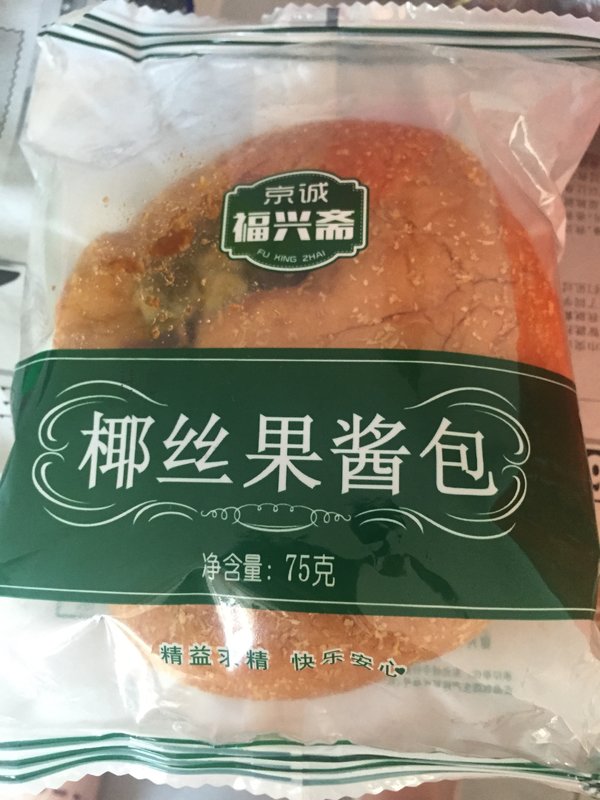 京诚
福兴斋
FU XING ZHAI
椰丝果酱包
净含量：75克
精益求精 快乐安心